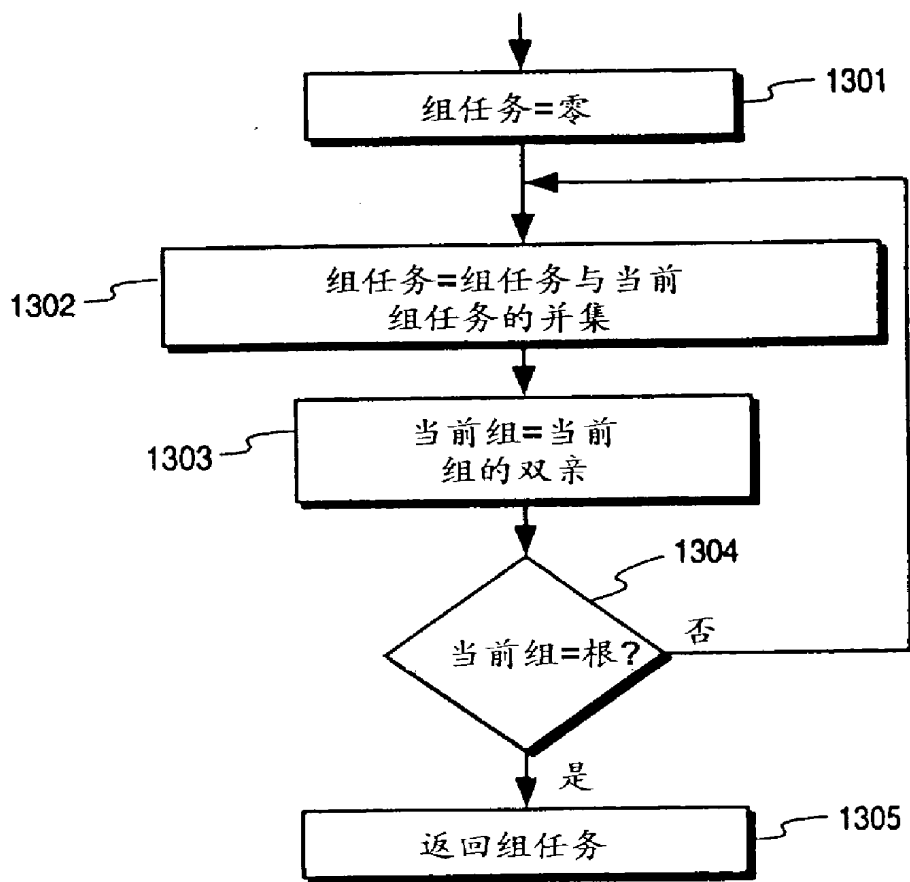 组任务=零
1301
组任务=组任务与当前
组任务的并集
1302
当前组=当前
组的双亲
1303
1304
当前组=根?
否
是
返回组任务
1305